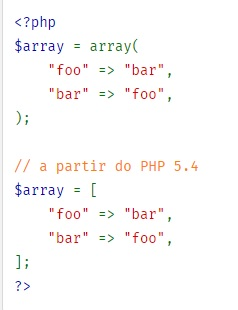 <?php
$array = array(
    "foo" => "bar",
    "bar" => "foo",
);

// a partir do PHP 5.4
$array = [
    "foo" => "bar",
    "bar" => "foo",
];
?>